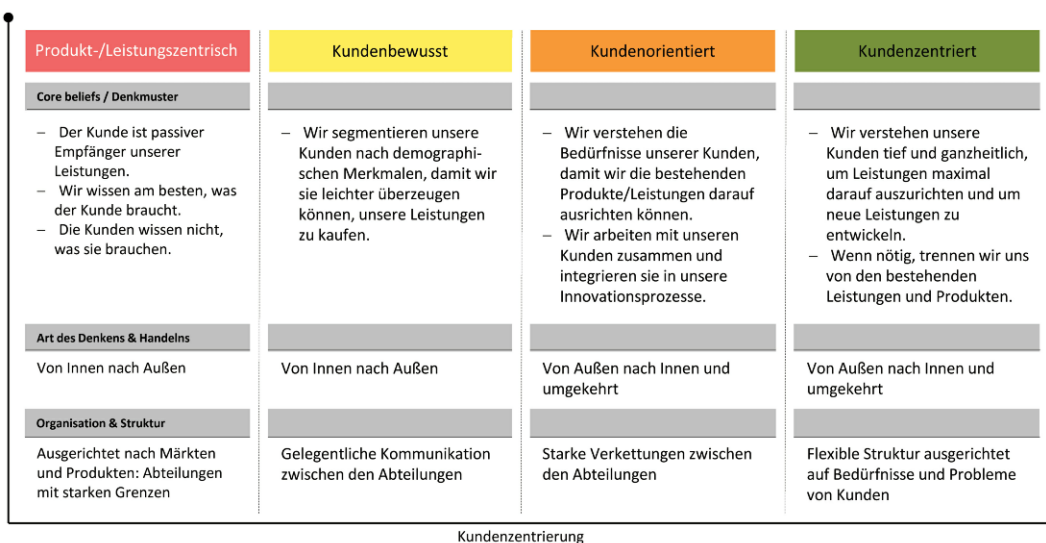 Produkt-/Leistungszentrisch
Kundenbewusst
Kundenorientiert
Kundenzentriert
Core beliefs / Denkmuster
– Der Kunde ist passiver
Empfänger unserer
Leistungen.
– Wir wissen am besten, was
der Kunde braucht.
– Die Kunden wissen nicht,
was sie brauchen.
– Wir segmentieren unsere
Kunden nach demographi-
schen Merkmalen, damit wir
sie leichter überzeugen
können, unsere Leistungen
zu kaufen.
– Wir verstehen die
Bedürfnisse unserer Kunden,
damit wir die bestehenden
Produkte/Leistungen darauf
ausrichten können.
– Wir arbeiten mit unseren
Kunden zusammen und
integrieren sie in unsere
Innovationsprozesse.
– Wir verstehen unsere
Kunden tief und ganzheitlich,
um Leistungen maximal
darauf auszurichten und um
neue Leistungen zu
entwickeln.
– Wenn nötig, trennen wir uns
von den bestehenden
Leistungen und Produkten.
Art des Denkens & Handelns
Von Innen nach Außen
Von Innen nach Außen
Von Außen nach Innen und
umgekehrt
Von Außen nach Innen und
umgekehrt
Organisation & Struktur
Ausgerichtet nach Märkten
und Produkten: Abteilungen
mit starken Grenzen
Gelegentliche Kommunikation
zwischen den Abteilungen
Starke Verkettungen zwischen
den Abteilungen
Flexible Struktur ausgerichtet
auf Bedürfnisse und Probleme
von Kunden
Kundenzentrierung